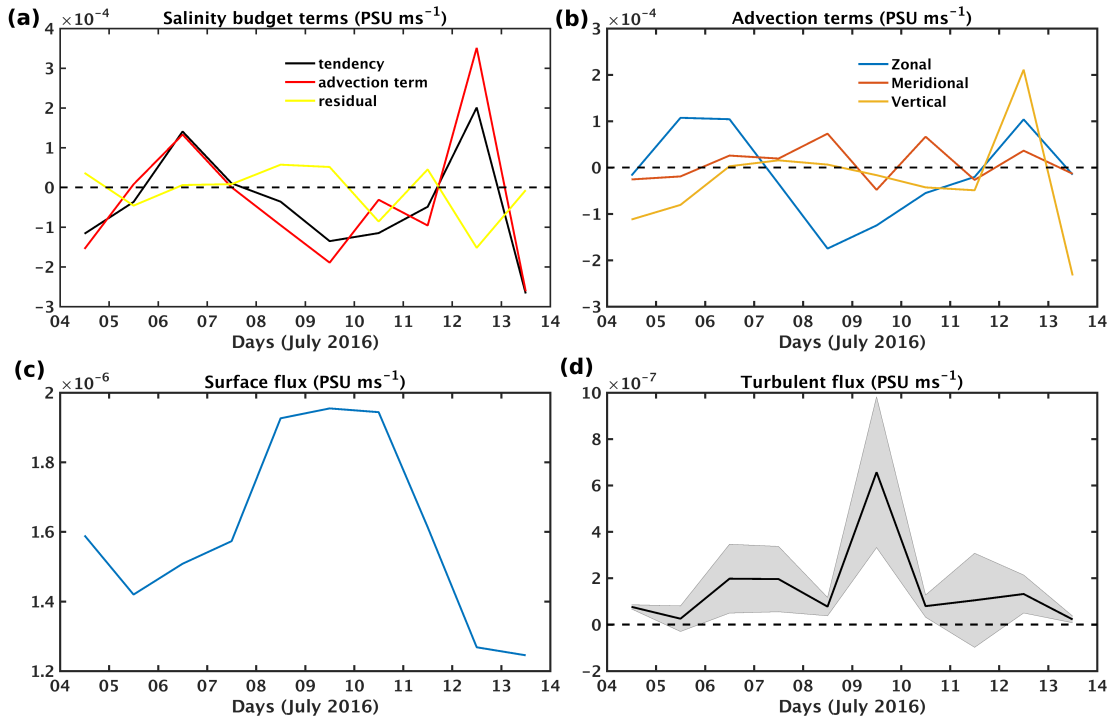 (a)
Salinity budget terms (PSU ms⁻¹)
×10⁻⁴
4
3
2
1
0
−1
−2
−3
tendency
advection term
residual
04 05 06 07 08 09 10 11 12 13 14
Days (July 2016)
(b)
Advection terms (PSU ms⁻¹)
×10⁻⁴
3
2
1
0
−1
−2
−3
Zonal
Meridional
Vertical
04 05 06 07 08 09 10 11 12 13 14
Days (July 2016)
(c)
Surface flux (PSU ms⁻¹)
×10⁻⁶
2
1.8
1.6
1.4
1.2
04 05 06 07 08 09 10 11 12 13 14
Days (July 2016)
(d)
Turbulent flux (PSU ms⁻¹)
×10⁻⁷
10
8
6
4
2
0
−2
04 05 06 07 08 09 10 11 12 13 14
Days (July 2016)